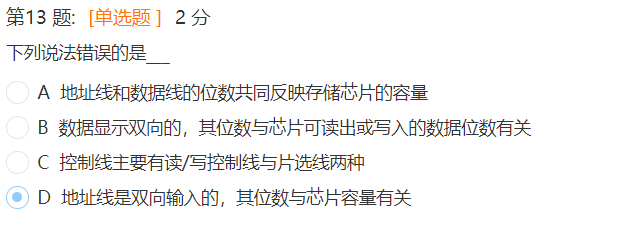 第13 题: [单选题 ] 2 分
下列说法错误的是___
A 地址线和数据线的位数共同反映存储芯片的容量
B 数据显示双向的，其位数与芯片可读出或写入的数据位数有关
C 控制线主要有读/写控制线与片选线两种
D 地址线是双向输入的，其位数与芯片容量有关